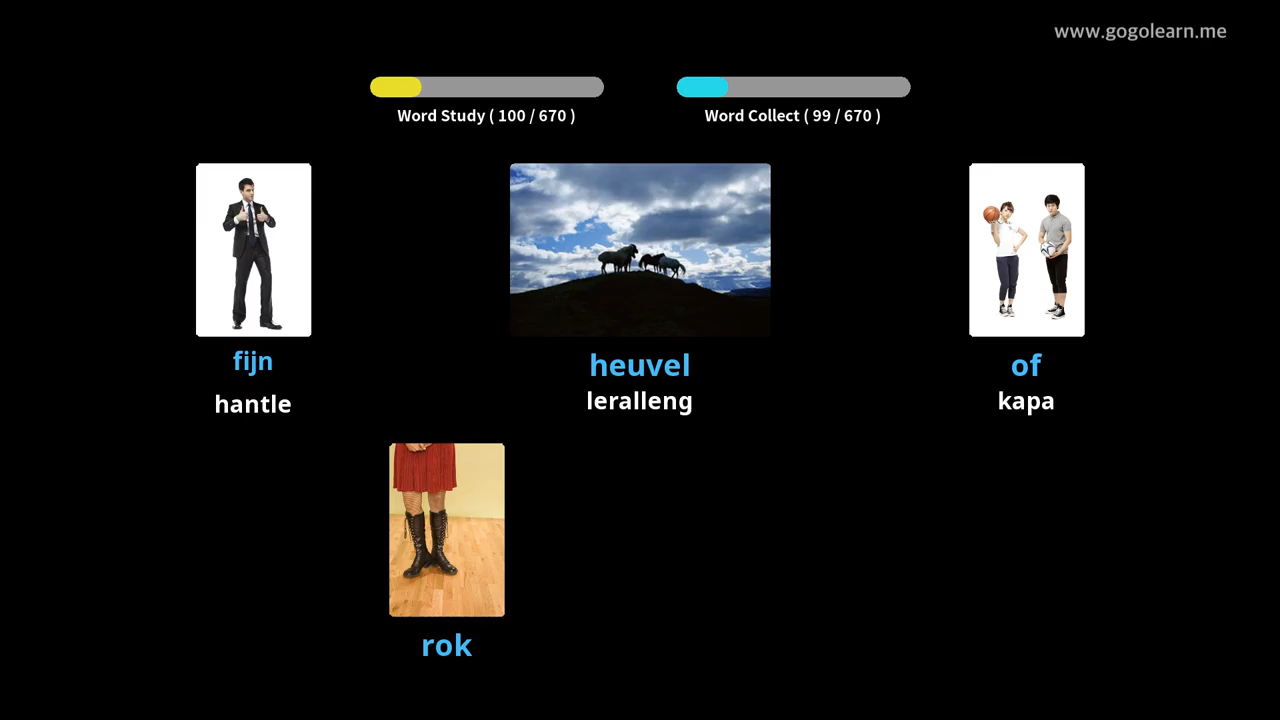 www.gogolearn.me
Word Study ( 100 / 670 )
Word Collect ( 99 / 670 )
fijn
hantle
heuvel
leralleng
of
kapa
rok